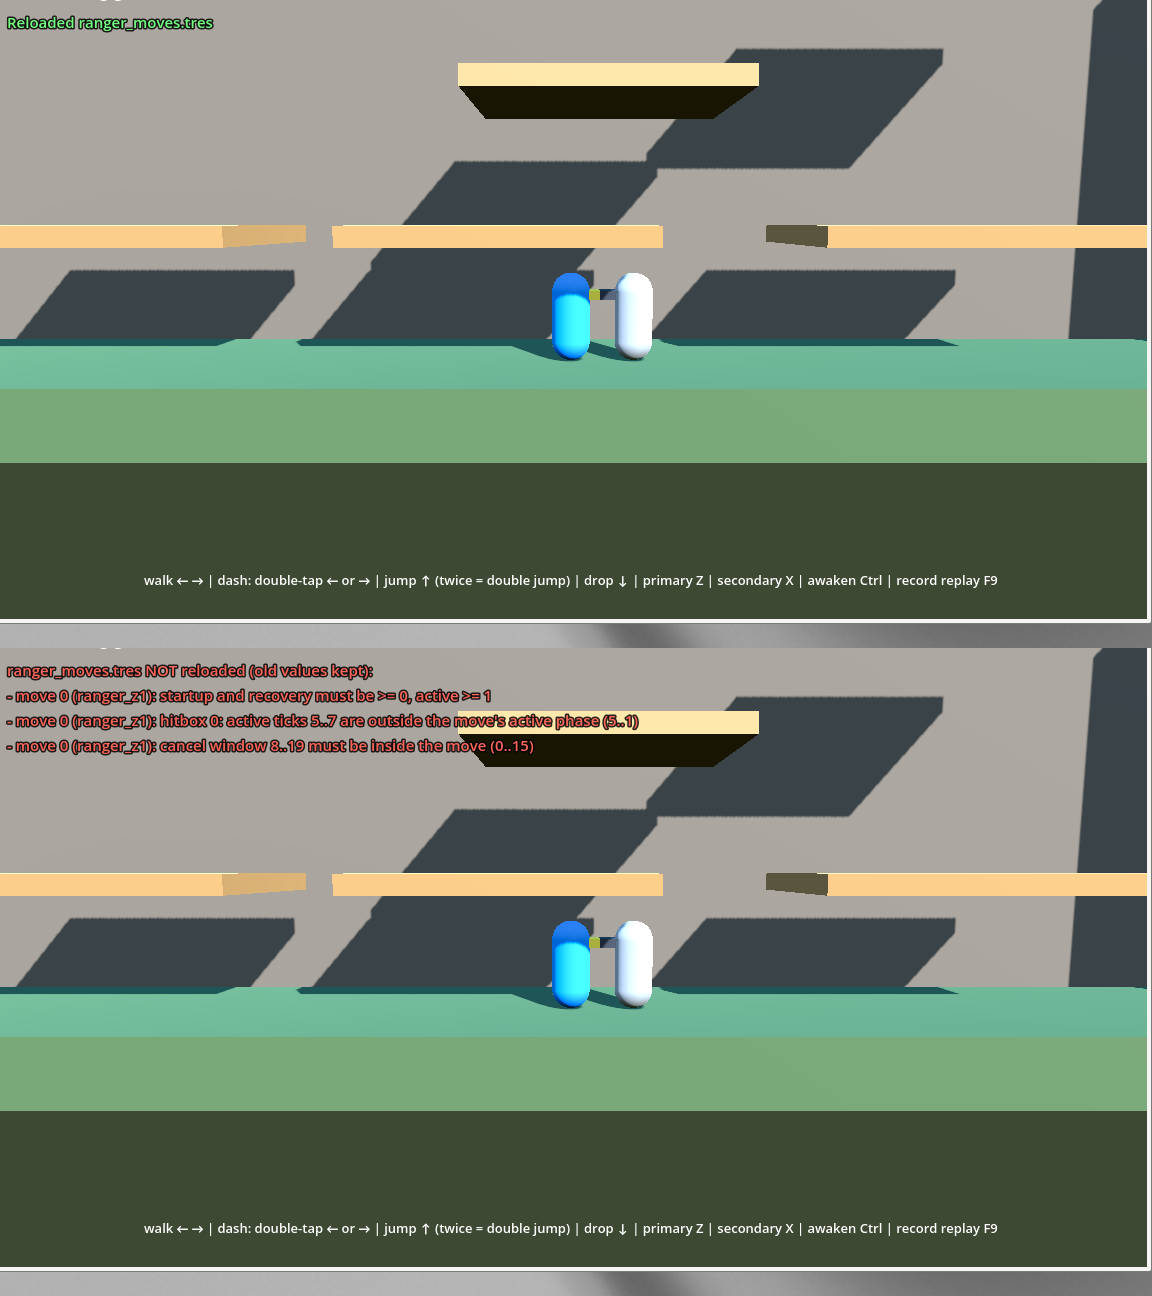 Reloaded ranger_moves.tres
walk ← → | dash: double-tap ← or → | jump ↑ (twice = double jump) | drop ↓ | primary Z | secondary X | awaken Ctrl | record replay F9
ranger_moves.tres NOT reloaded (old values kept):
- move 0 (ranger_z1): startup and recovery must be >= 0, active >= 1
- move 0 (ranger_z1): hitbox 0: active ticks 5..7 are outside the move's active phase (5..1)
- move 0 (ranger_z1): cancel window 8..19 must be inside the move (0..15)
walk ← → | dash: double-tap ← or → | jump ↑ (twice = double jump) | drop ↓ | primary Z | secondary X | awaken Ctrl | record replay F9